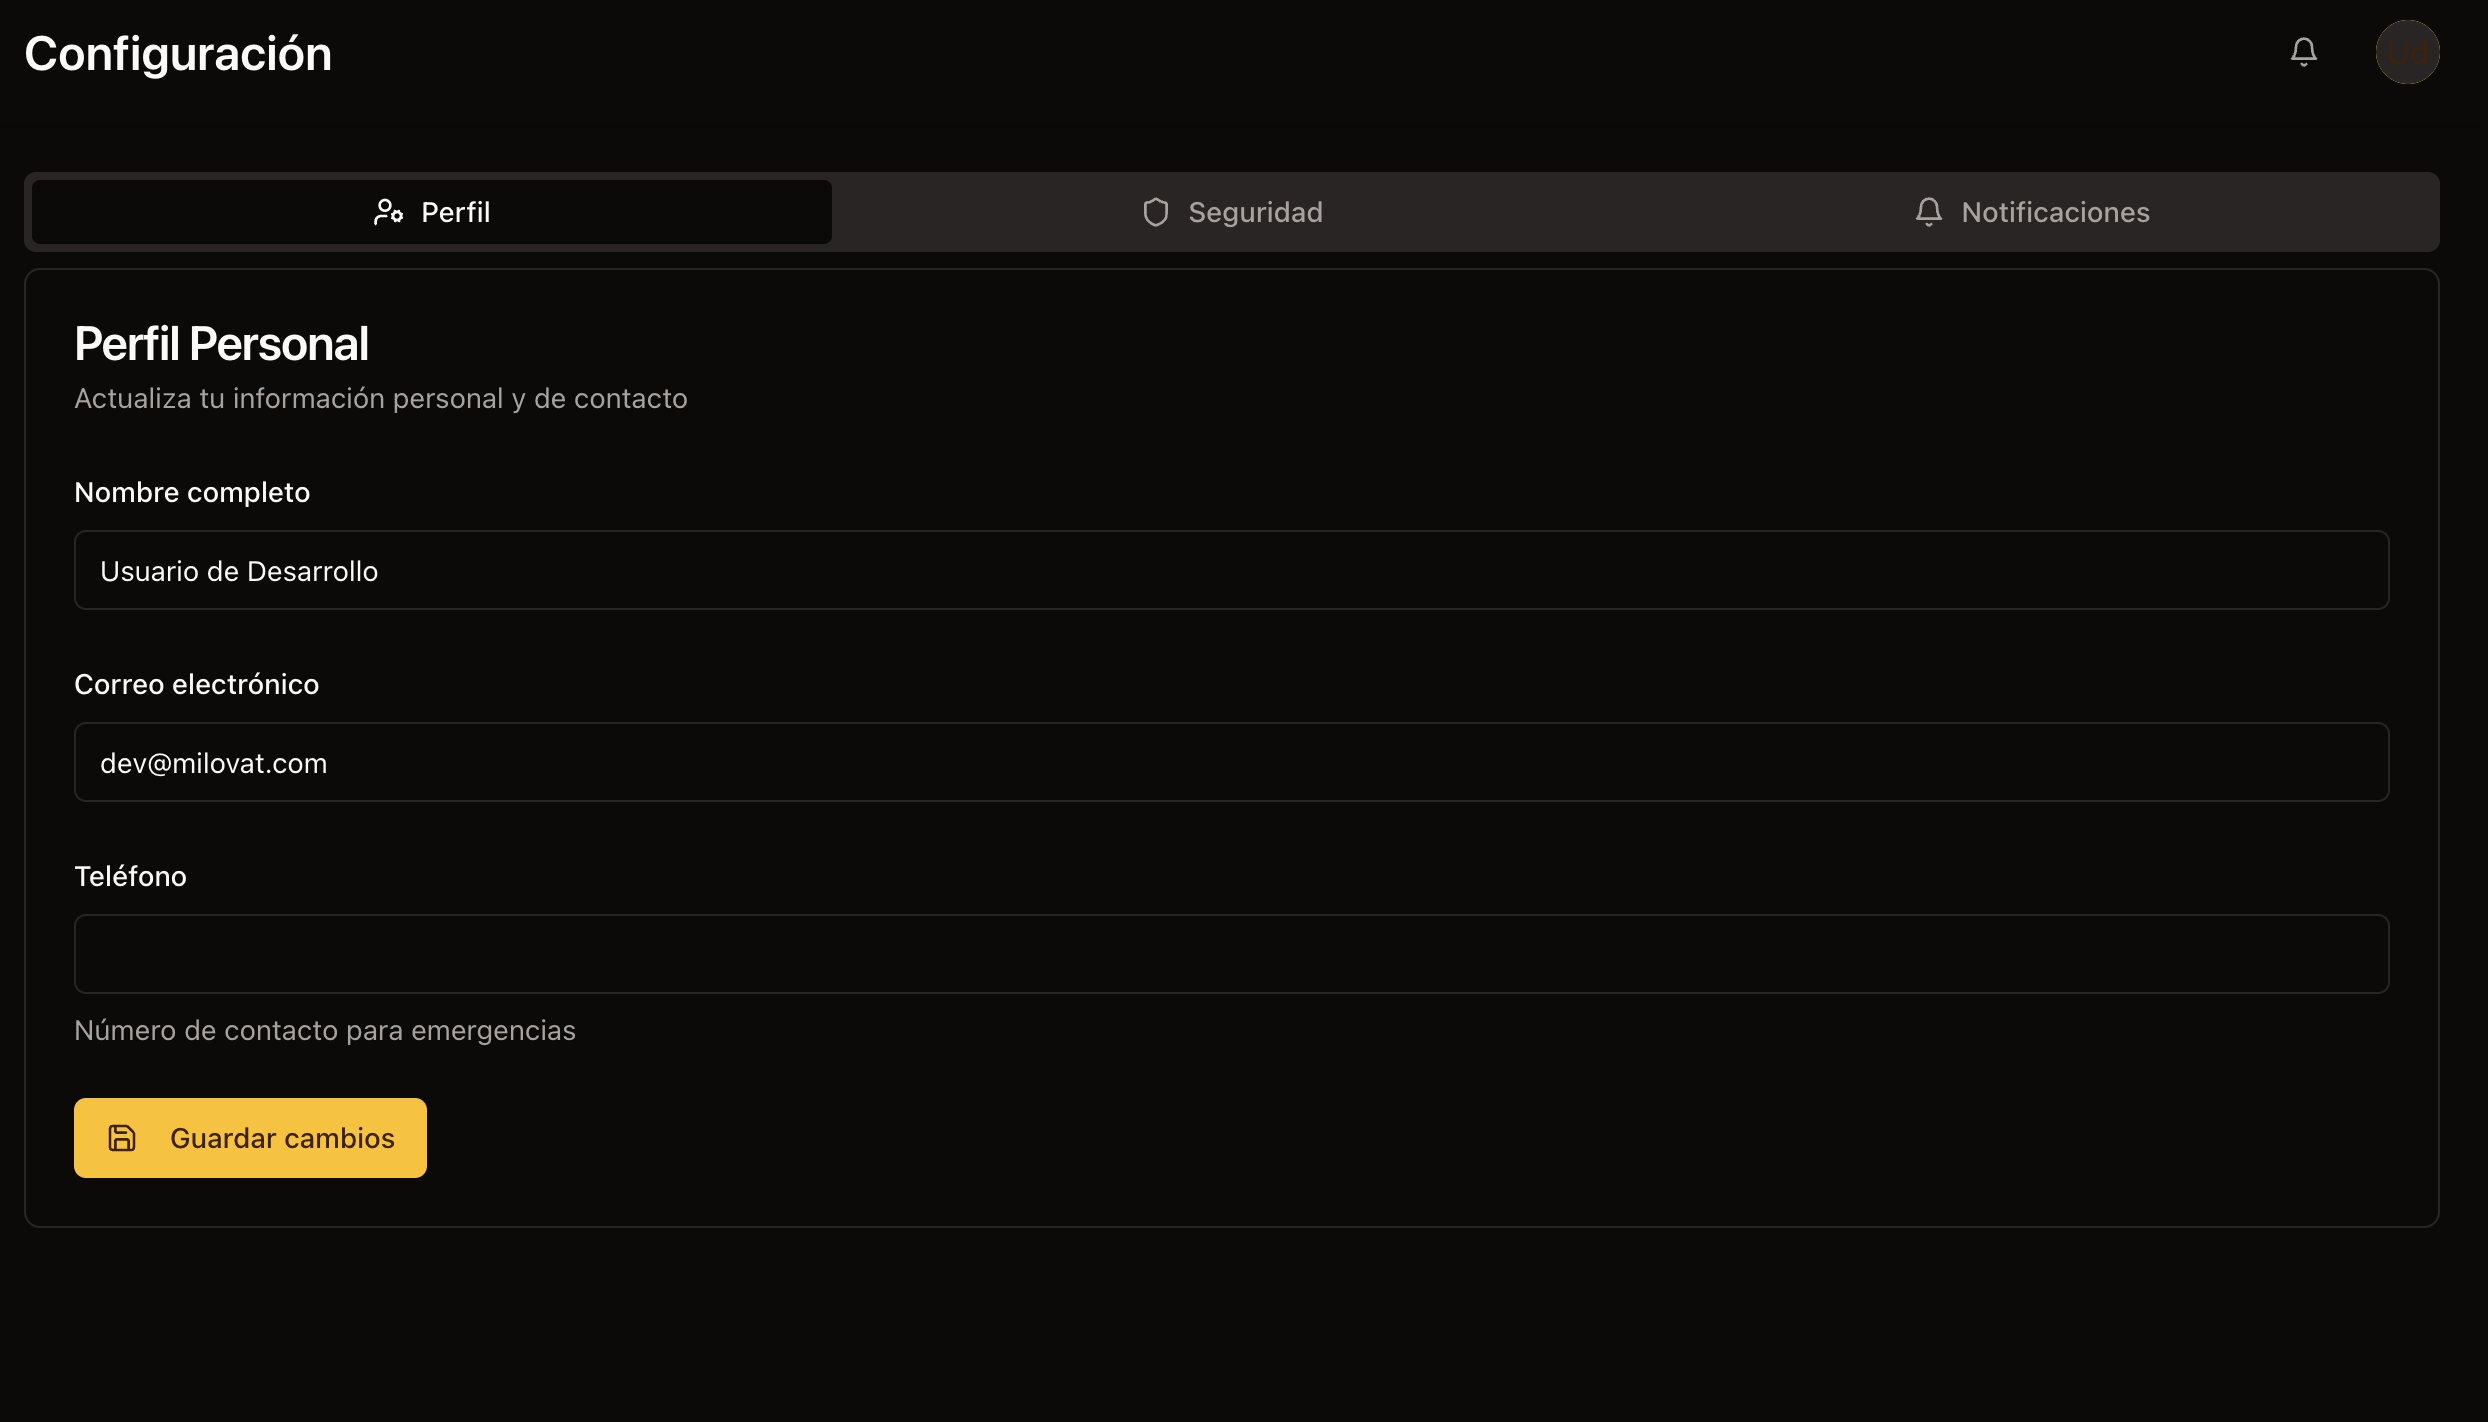 Configuración
Ud
Perfil
Seguridad
Notificaciones
Perfil Personal
Actualiza tu información personal y de contacto
Nombre completo
Usuario de Desarrollo
Correo electrónico
dev@milovat.com
Teléfono
Número de contacto para emergencias
Guardar cambios